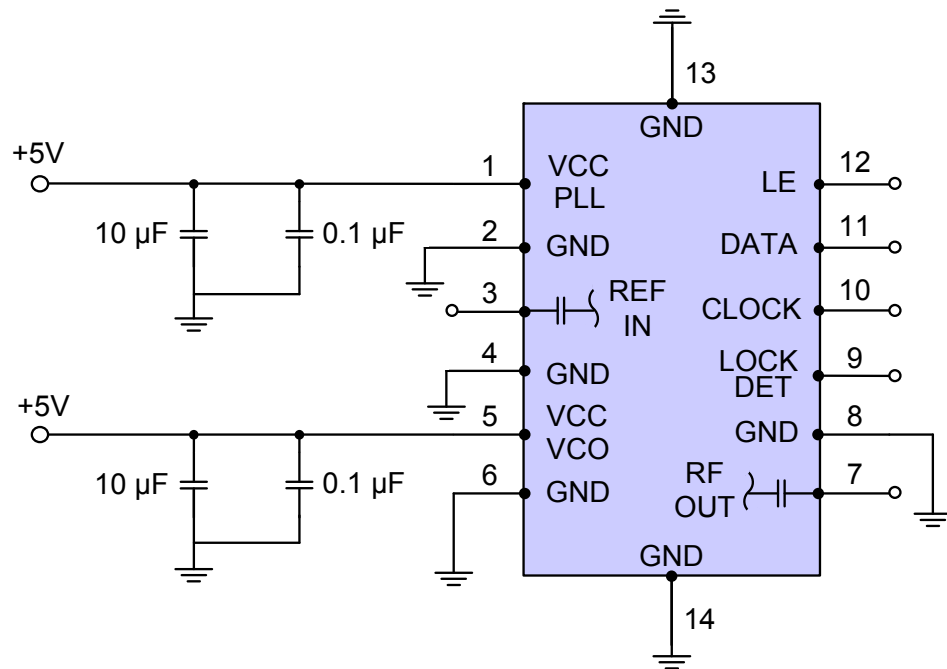 13
GND
+5V
1
VCC
PLL
12
LE
10 µF
0.1 µF
2
GND
11
DATA
3
REF
IN
10
CLOCK
4
GND
9
LOCK
DET
+5V
5
VCC
VCO
8
GND
10 µF
0.1 µF
6
GND
7
RF
OUT
GND
14